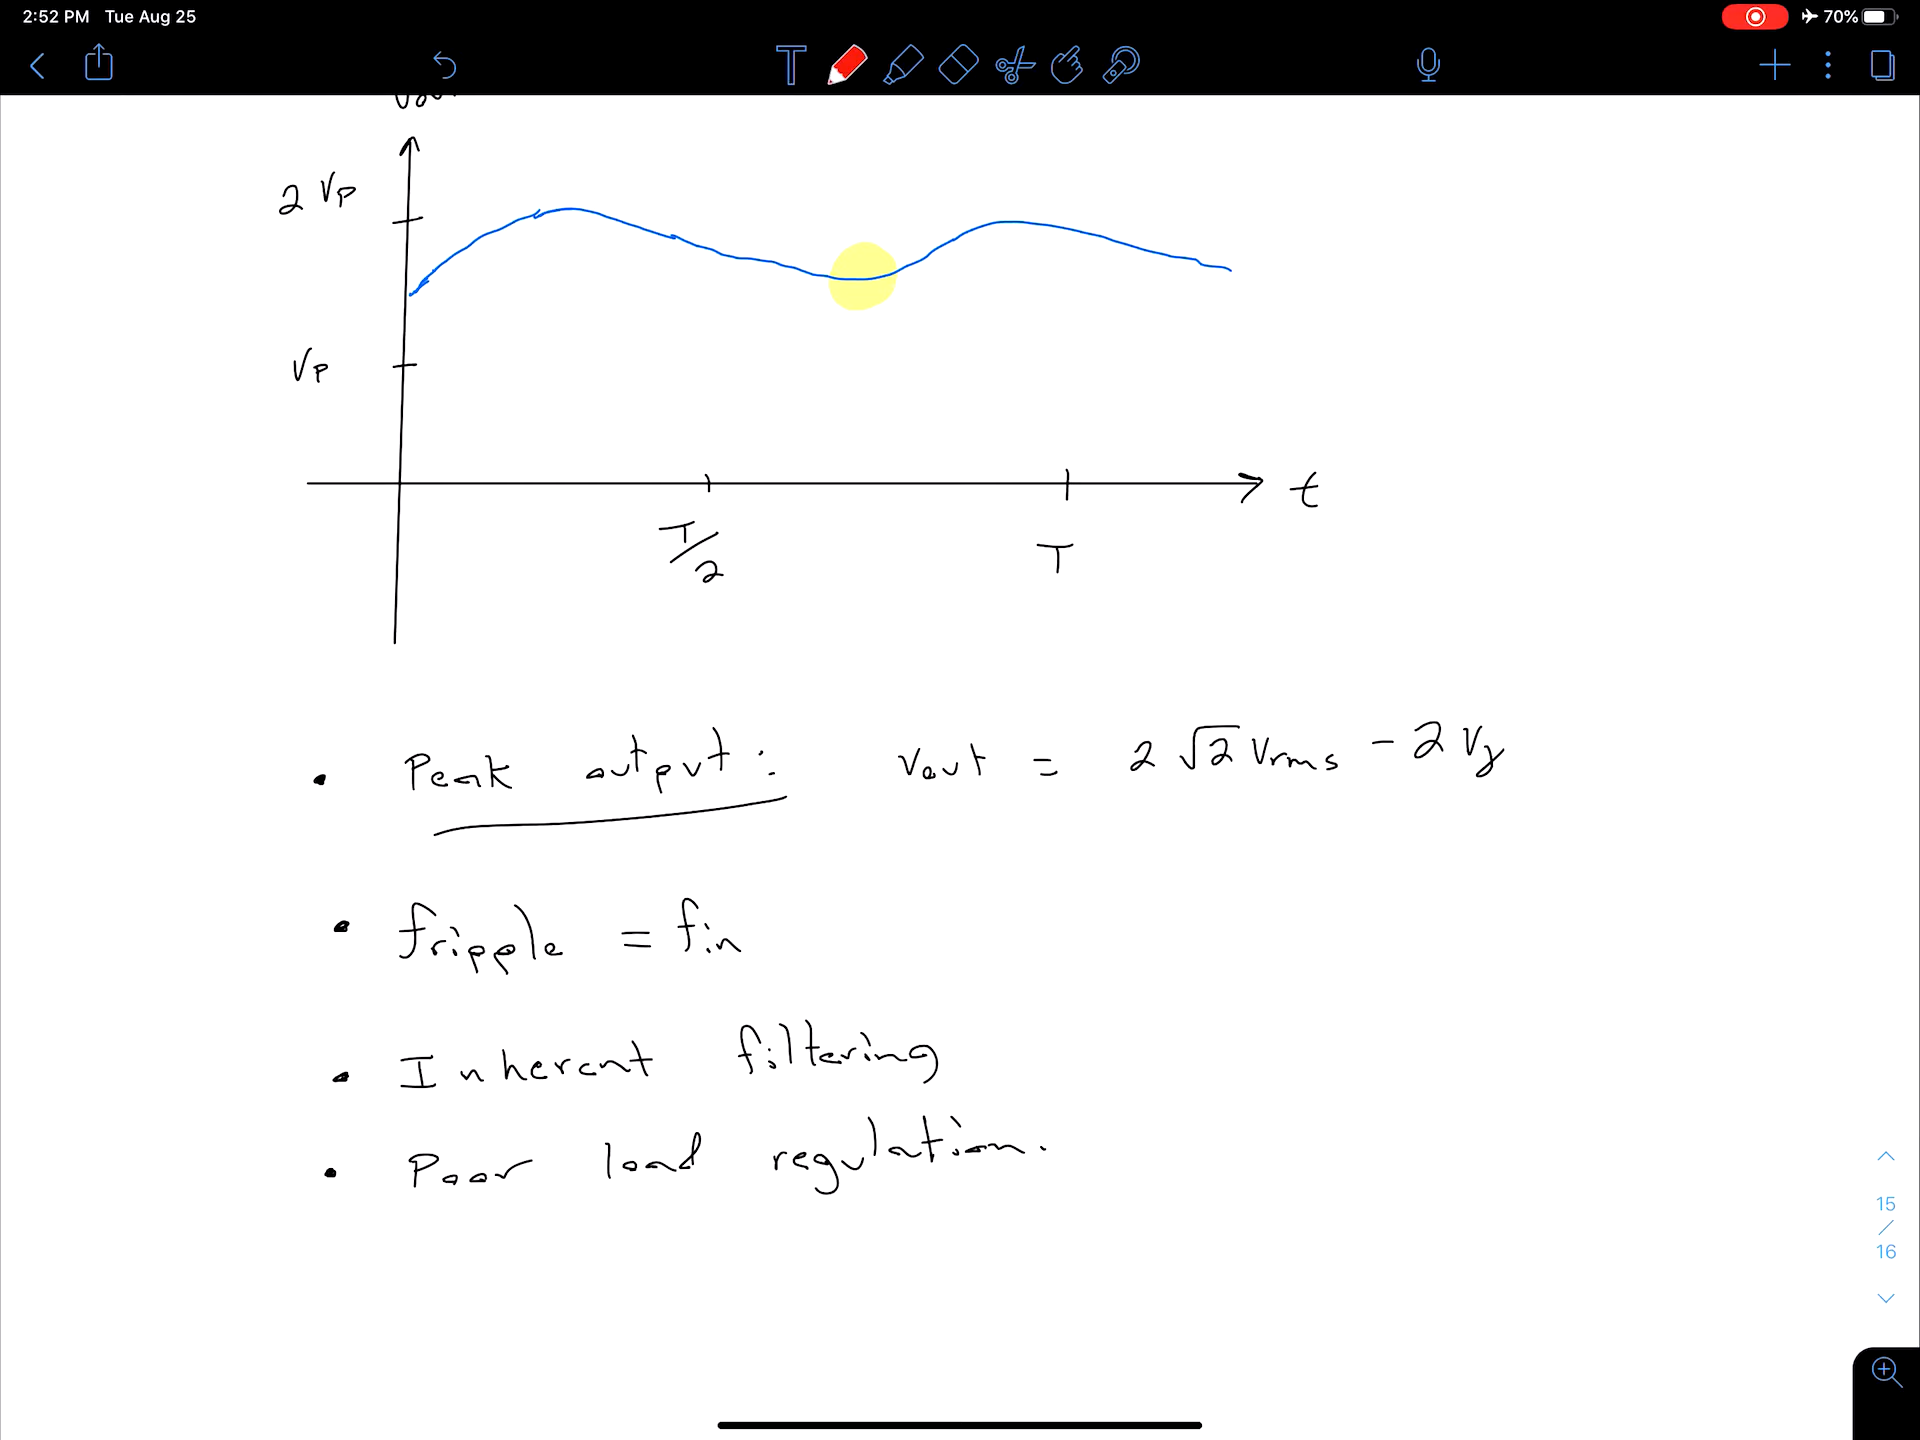 2:52 PM Tue Aug 25
70%
2 Vp
Vp
t
T/2
T
• Peak output: Vout = 2 √2 Vrms - 2 Vγ
• fripple = fin
• Inherent filtering
• Poor load regulation.
15
/
16